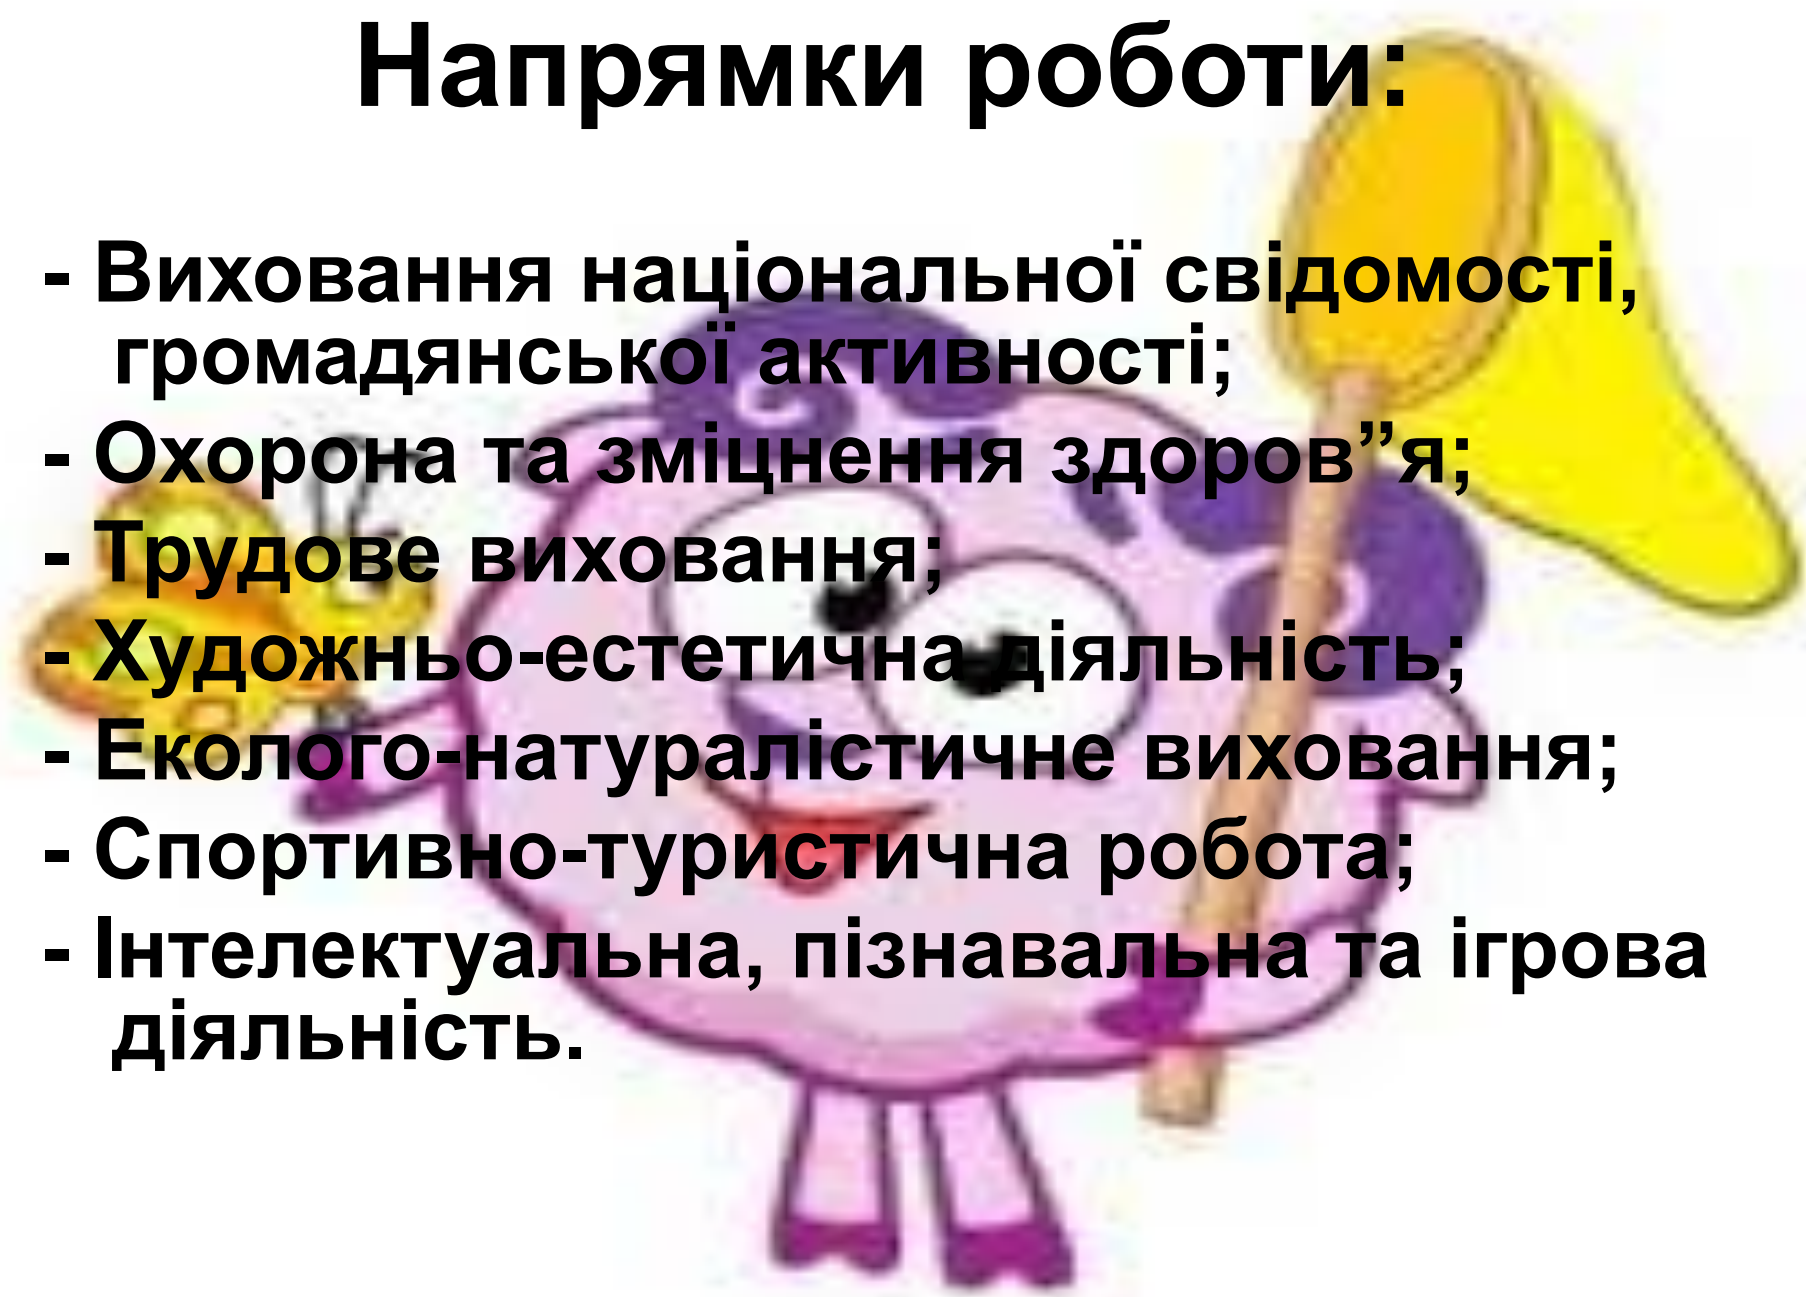 Напрямки роботи:
- Виховання національної свідомості,
громадянської активності;
- Охорона та зміцнення здоров”я;
- Трудове виховання;
- Художньо-естетична діяльність;
- Еколого-натуралістичне виховання;
- Спортивно-туристична робота;
- Інтелектуальна, пізнавальна та ігрова
діяльність.